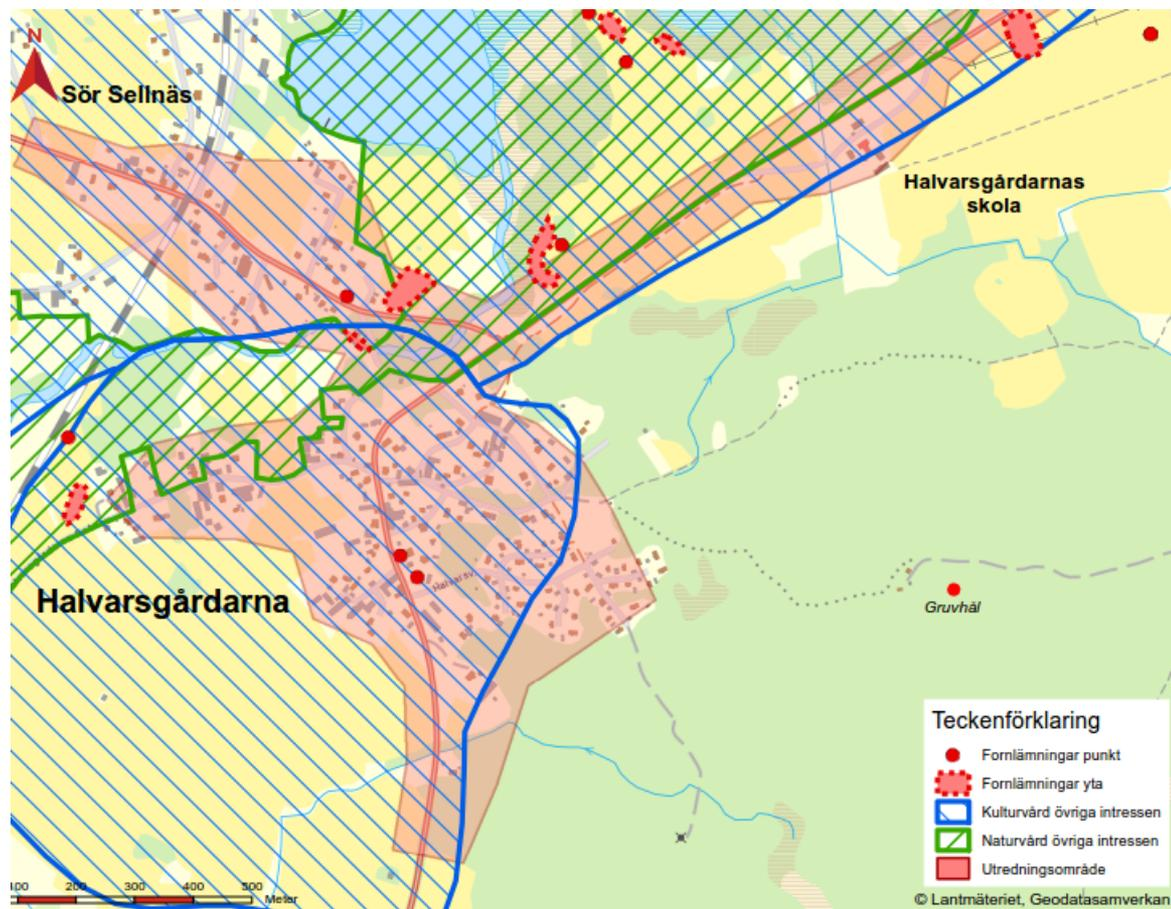 N
Sör Sellnäs
Halvarsgårdarnas
skola
Halvarsv
Halvarsgårdarna
Gruvhål
Teckenförklaring
Fornlämningar punkt
Fornlämningar yta
Kulturvård övriga intressen
Naturvård övriga intressen
Utredningsområde
100 200 300 400 500
Meter
© Lantmäteriet, Geodatasamverkan